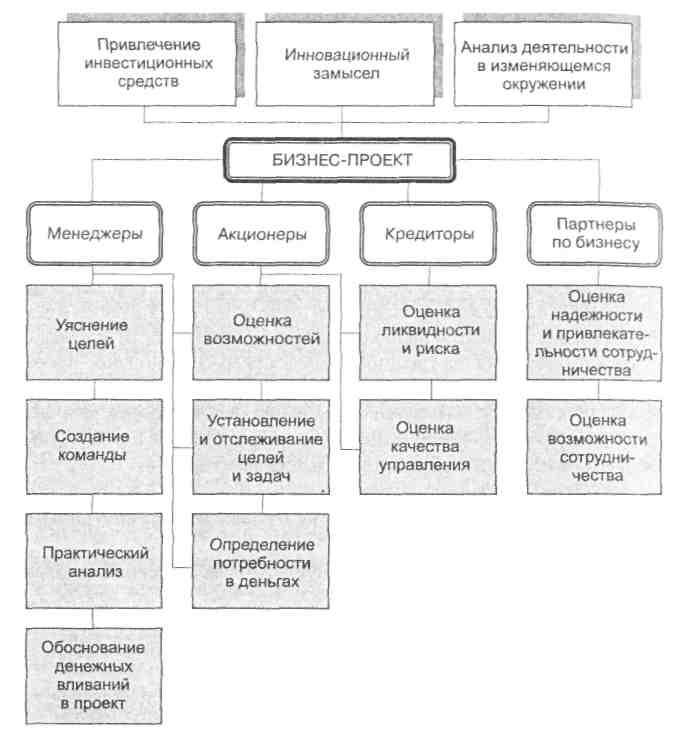 Привлечение
инвестиционных
средств
Инновационный
замысел
Анализ деятельности
в изменяющемся
окружении
БИЗНЕС-ПРОЕКТ
Менеджеры
Акционеры
Кредиторы
Партнеры
по бизнесу
Уяснение
целей
Оценка
возможностей
Оценка
ликвидности
и риска
Оценка
надежности
и привлекате-
льности сотруд-
ничества
Создание
команды
Установление
и отслеживание
целей
и задач
Оценка
качества
управления
Оценка
возможности
сотрудни-
чества
Практический
анализ
Определение
потребности
в деньгах
Обоснование
денежных
вливаний
в проект